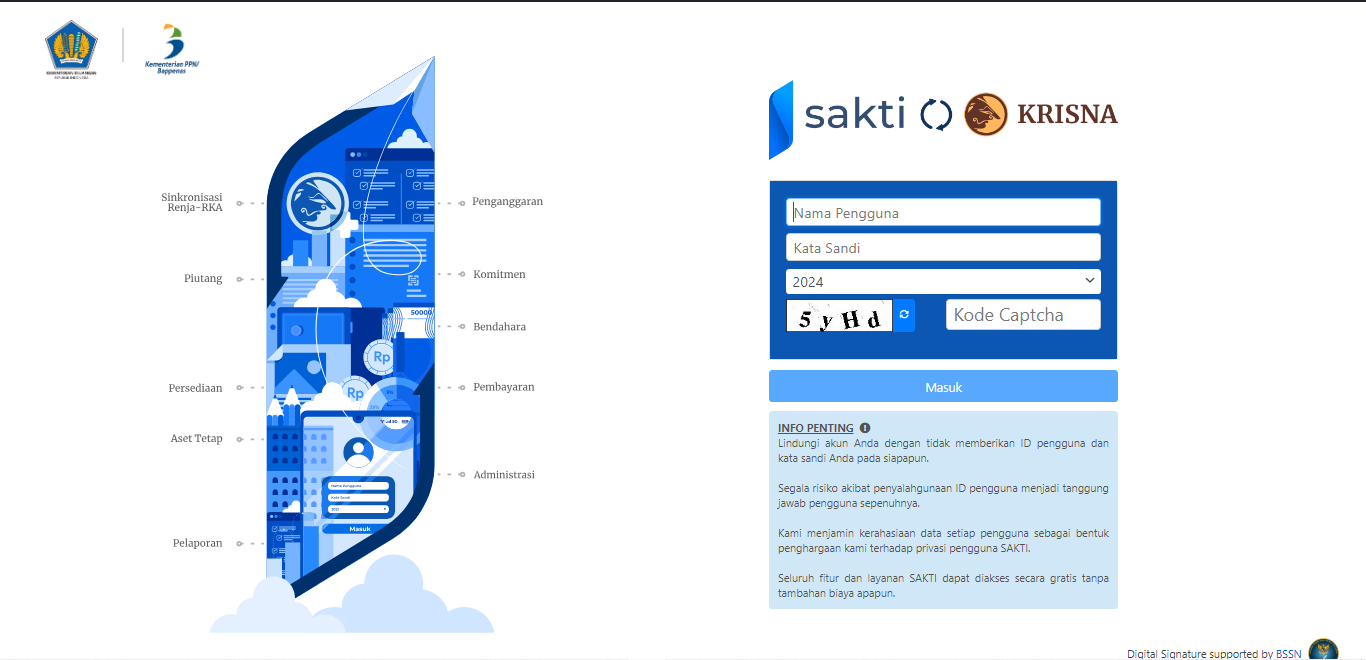 KEMENTERIAN KEUANGAN
REPUBLIK INDONESIA
Kementerian PPN/
Bappenas
Sinkronisasi
Renja-RKA
Piutang
Persediaan
Aset Tetap
Pelaporan
50000
Rp
Rp
Nama Pengguna
Kata Sandi
2021
Masuk
Penganggaran
Komitmen
Bendahara
Pembayaran
Administrasi
sakti KRISNA
Nama Pengguna
Kata Sandi
2024
5 y H d
Kode Captcha
Masuk
INFO PENTING
Lindungi akun Anda dengan tidak memberikan ID pengguna dan
kata sandi Anda pada siapapun.
Segala risiko akibat penyalahgunaan ID pengguna menjadi tanggung
jawab pengguna sepenuhnya.
Kami menjamin kerahasiaan data setiap pengguna sebagai bentuk
penghargaan kami terhadap privasi pengguna SAKTI.
Seluruh fitur dan layanan SAKTI dapat diakses secara gratis tanpa
tambahan biaya apapun.
Digital Signature supported by BSSN